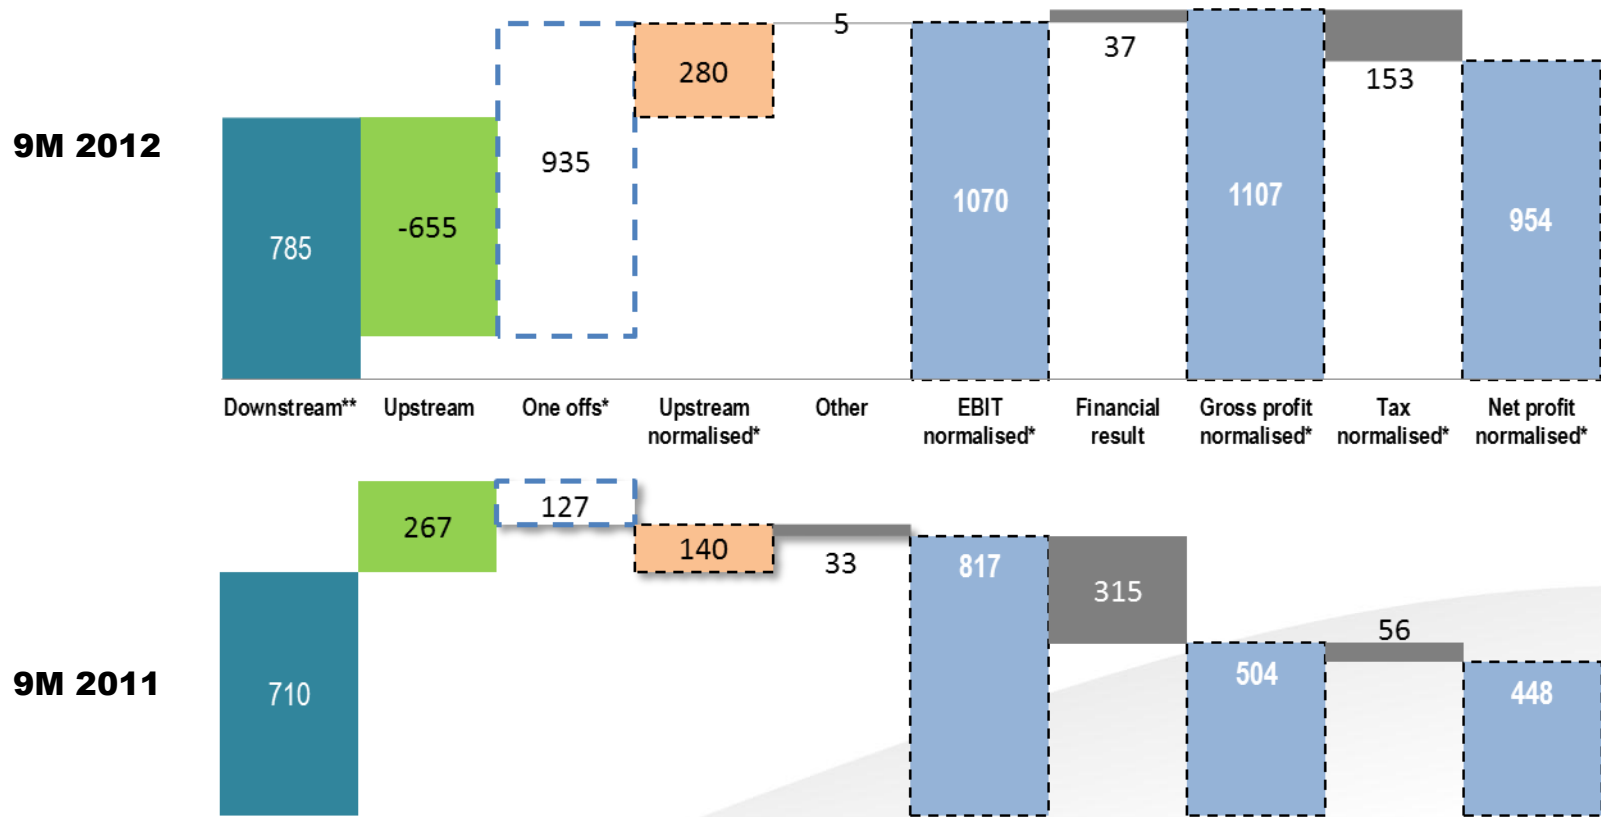 5
37
280
153
9M 2012
935
1070
1107
954
785
-655
Downstream**
Upstream
One offs*
Upstream
normalised*
Other
EBIT
normalised*
Financial
result
Gross profit
normalised*
Tax
normalised*
Net profit
normalised*
267
127
140
33
817
315
56
9M 2011
710
504
448